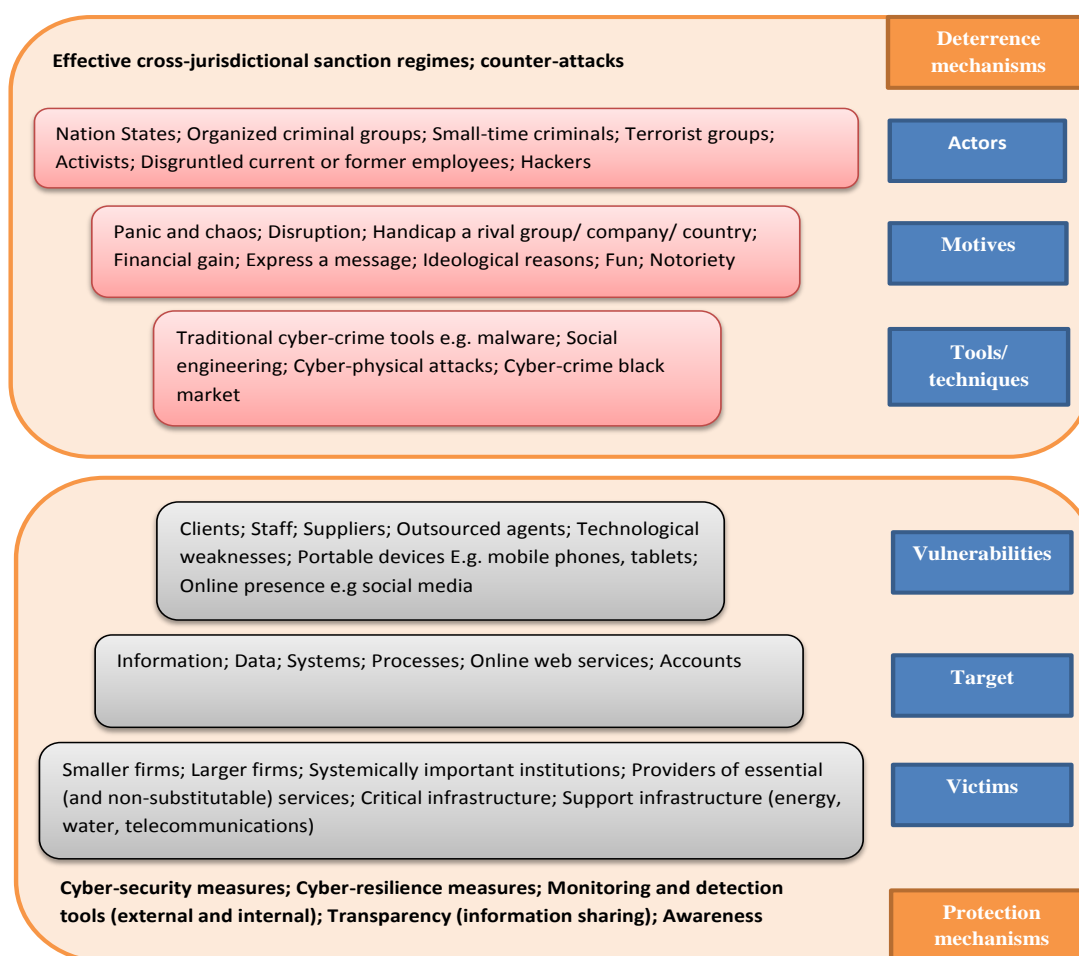 Effective cross-jurisdictional sanction regimes; counter-attacks
Deterrence
mechanisms
Nation States; Organized criminal groups; Small-time criminals; Terrorist groups;
Activists; Disgruntled current or former employees; Hackers
Actors
Panic and chaos; Disruption; Handicap a rival group/ company/ country;
Financial gain; Express a message; Ideological reasons; Fun; Notoriety
Motives
Traditional cyber-crime tools e.g. malware; Social
engineering; Cyber-physical attacks; Cyber-crime black
market
Tools/
techniques
Clients; Staff; Suppliers; Outsourced agents; Technological
weaknesses; Portable devices E.g. mobile phones, tablets;
Online presence e.g social media
Vulnerabilities
Information; Data; Systems; Processes; Online web services; Accounts
Target
Smaller firms; Larger firms; Systemically important institutions; Providers of essential
(and non-substitutable) services; Critical infrastructure; Support infrastructure (energy,
water, telecommunications)
Victims
Cyber-security measures; Cyber-resilience measures; Monitoring and detection
tools (external and internal); Transparency (information sharing); Awareness
Protection
mechanisms